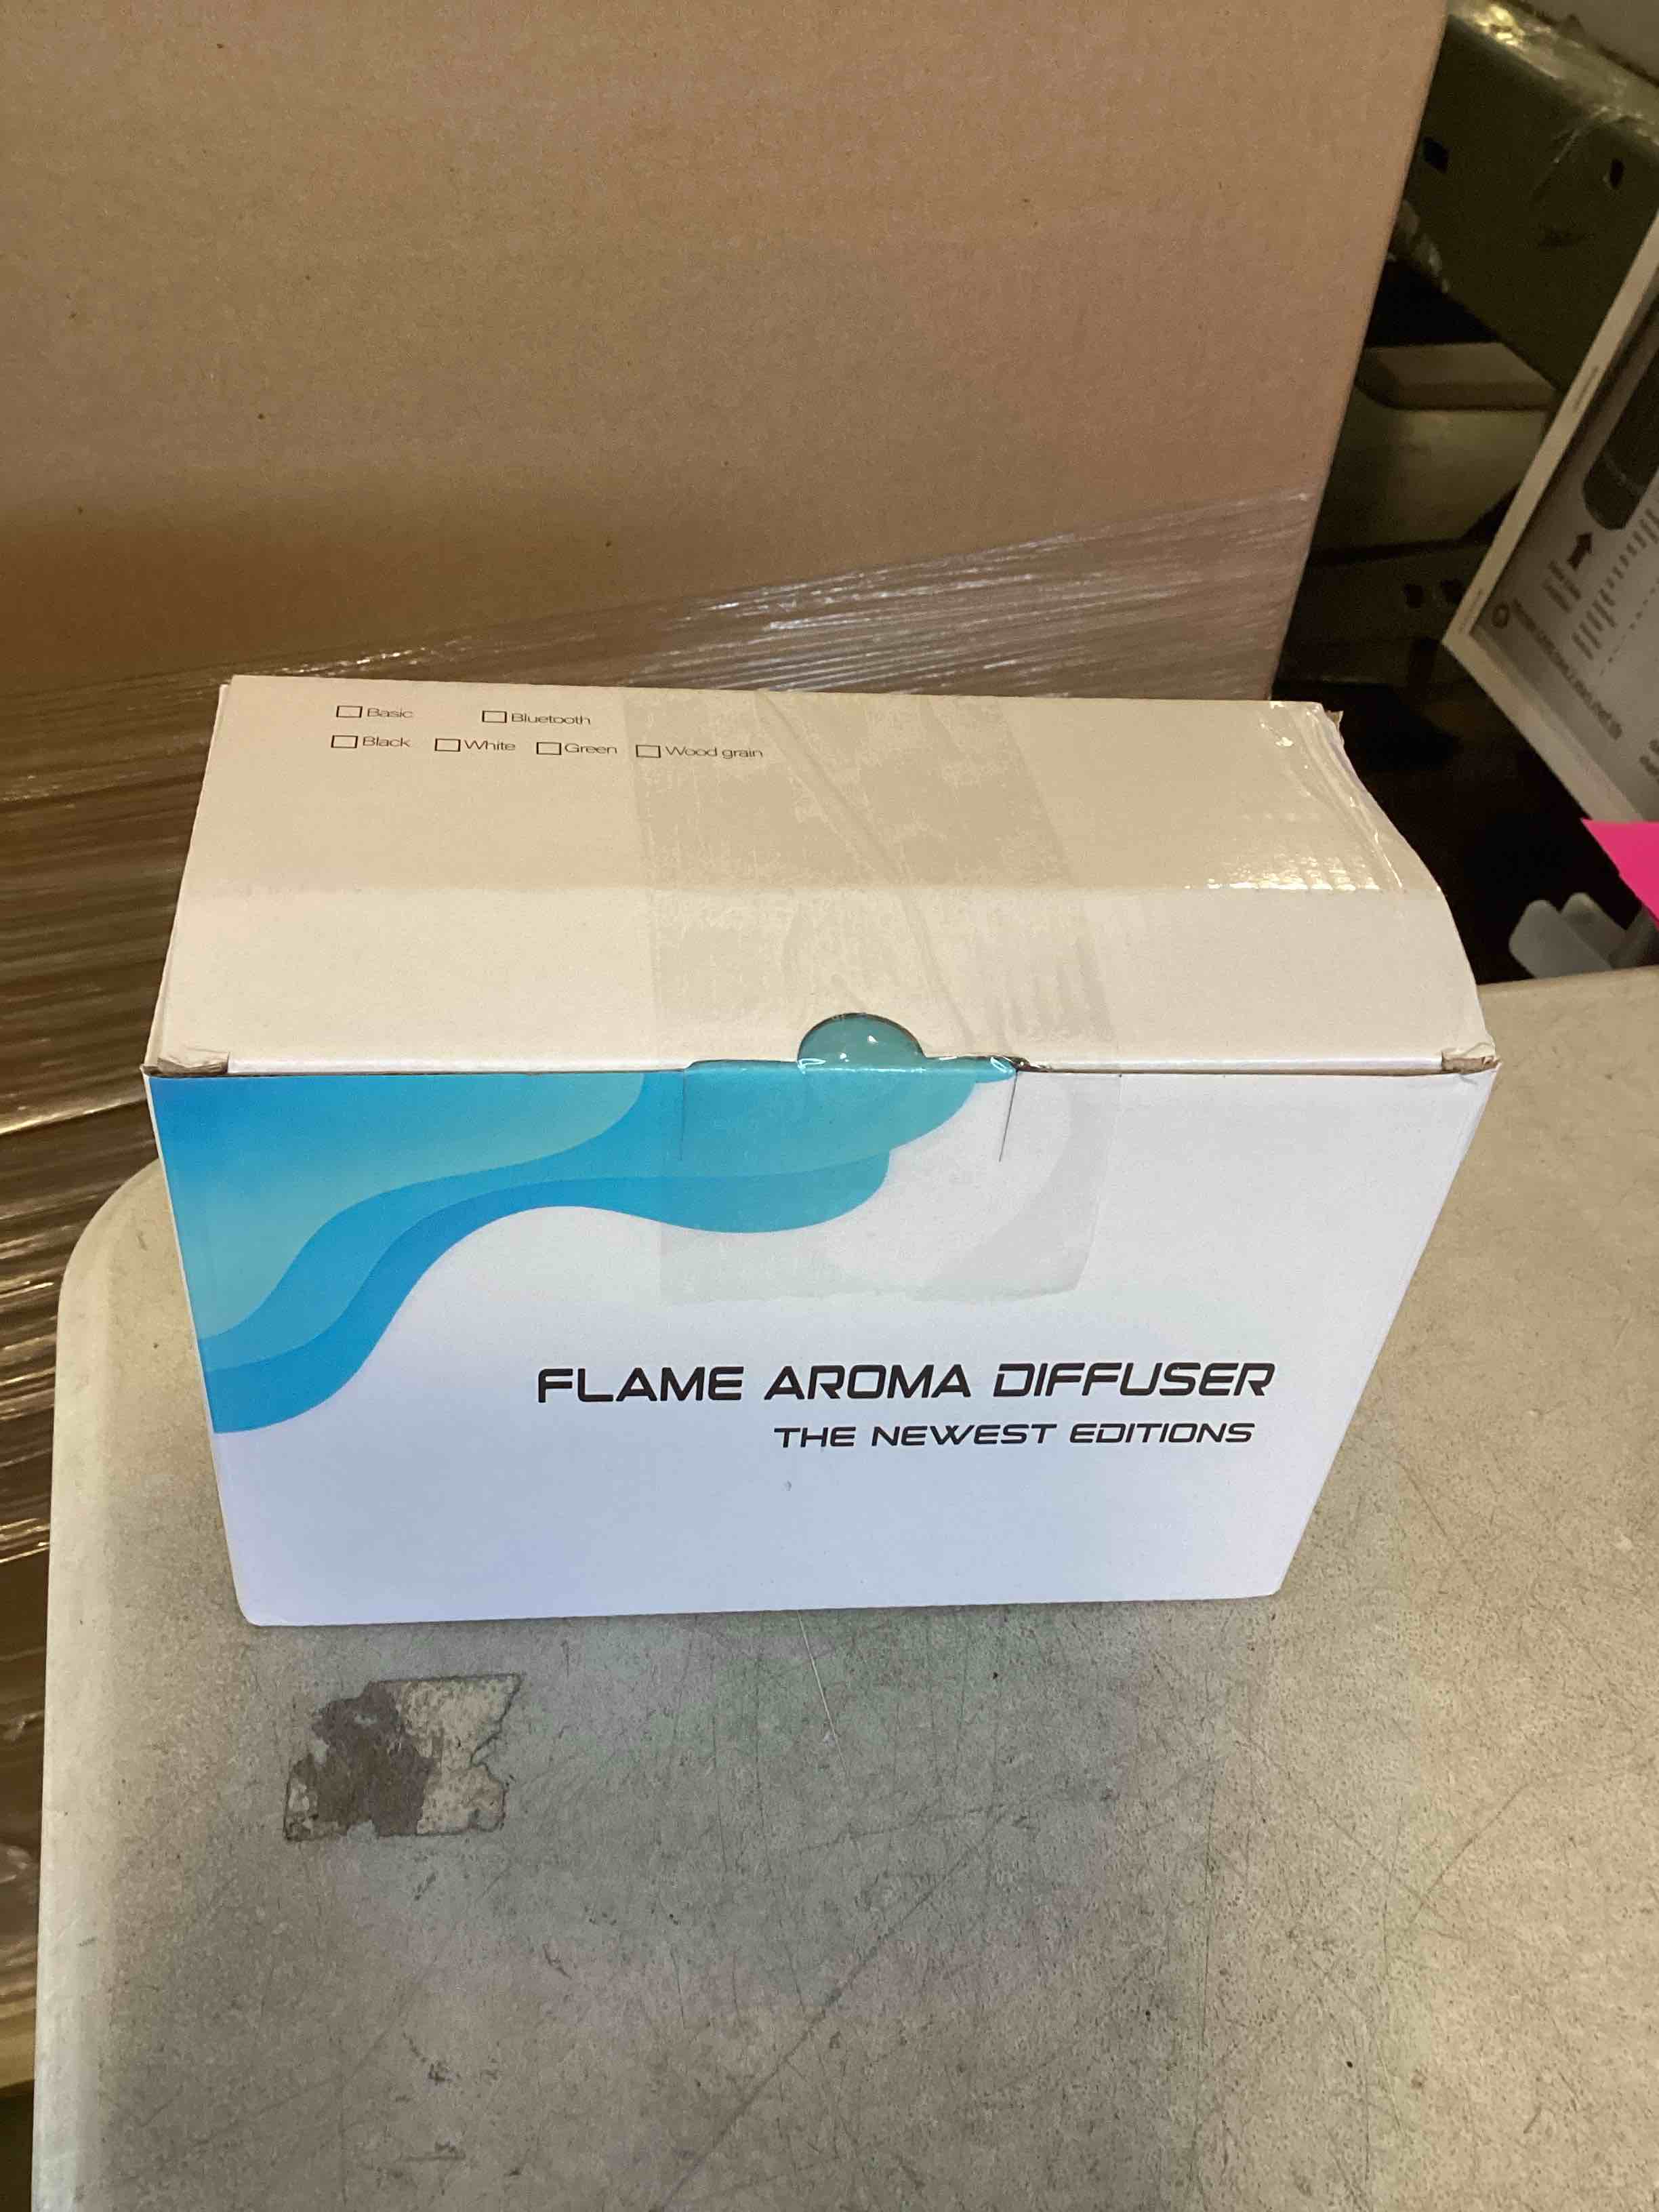 Basic Bluetooth
Black White Green Wood grain
FLAME AROMA DIFFUSER
THE NEWEST EDITIONS